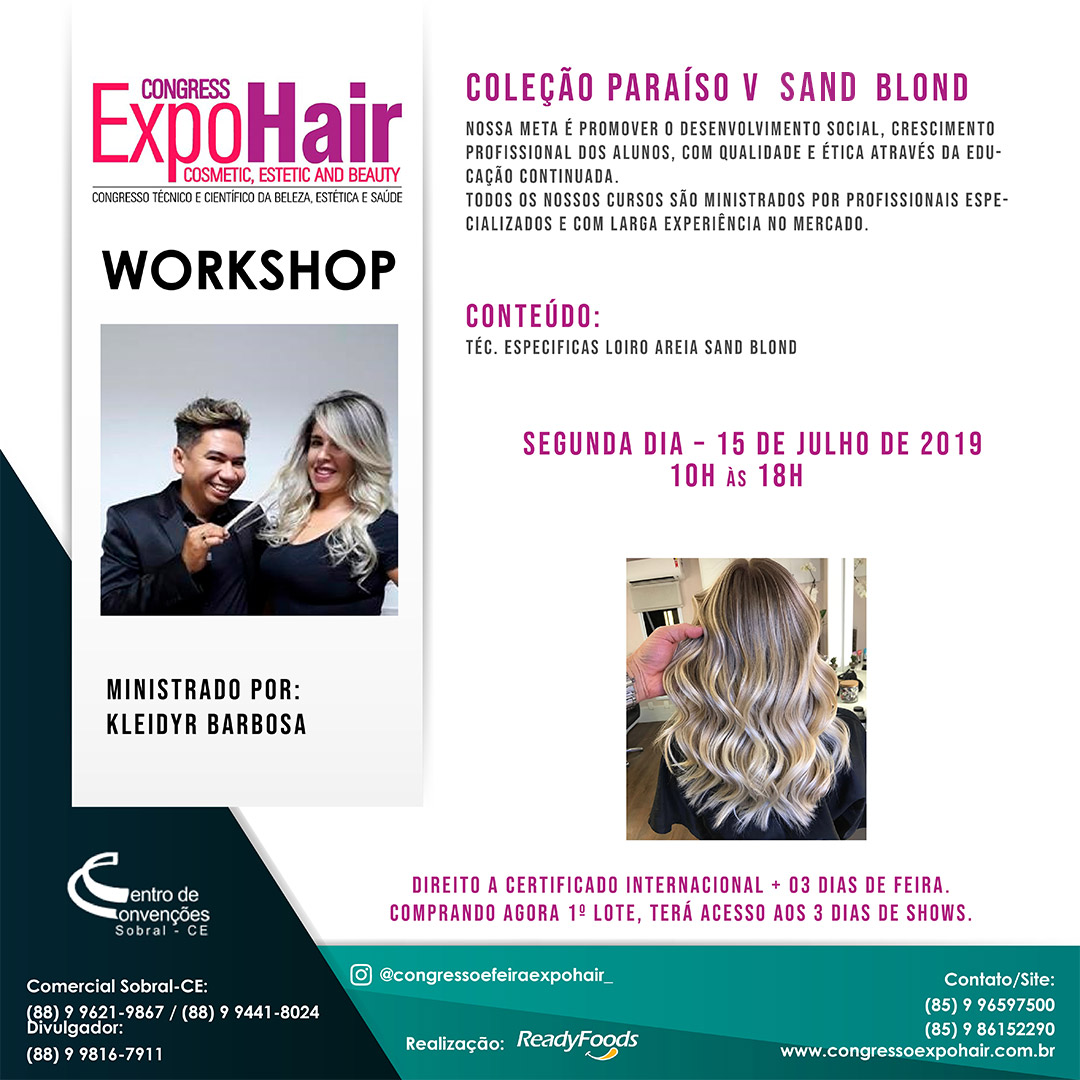 CONGRESS
ExpoHair
COSMETIC, ESTETIC AND BEAUTY
CONGRESSO TÉCNICO E CIENTÍFICO DA BELEZA, ESTÉTICA E SAÚDE
WORKSHOP
MINISTRADO POR:
KLEIDYR BARBOSA
COLEÇÃO PARAÍSO V SAND BLOND
NOSSA META É PROMOVER O DESENVOLVIMENTO SOCIAL, CRESCIMENTO
PROFISSIONAL DOS ALUNOS, COM QUALIDADE E ÉTICA ATRAVÉS DA EDU-
CAÇÃO CONTINUADA.
TODOS OS NOSSOS CURSOS SÃO MINISTRADOS POR PROFISSIONAIS ESPE-
CIALIZADOS E COM LARGA EXPERIÊNCIA NO MERCADO.
CONTEÚDO:
TÉC. ESPECIFICAS LOIRO AREIA SAND BLOND
SEGUNDA DIA – 15 DE JULHO DE 2019
10H ÀS 18H
DIREITO A CERTIFICADO INTERNACIONAL + 03 DIAS DE FEIRA.
COMPRANDO AGORA 1º LOTE, TERÁ ACESSO AOS 3 DIAS DE SHOWS.
Centro de
Convenções
Sobral - CE
Comercial Sobral-CE:
(88) 9 9621-9867 / (88) 9 9441-8024
Divulgador:
(88) 9 9816-7911
@congressoefeiraexpohair_
Realização: ReadyFoods
Contato/Site:
(85) 9 96597500
(85) 9 86152290
www.congressoexpohair.com.br